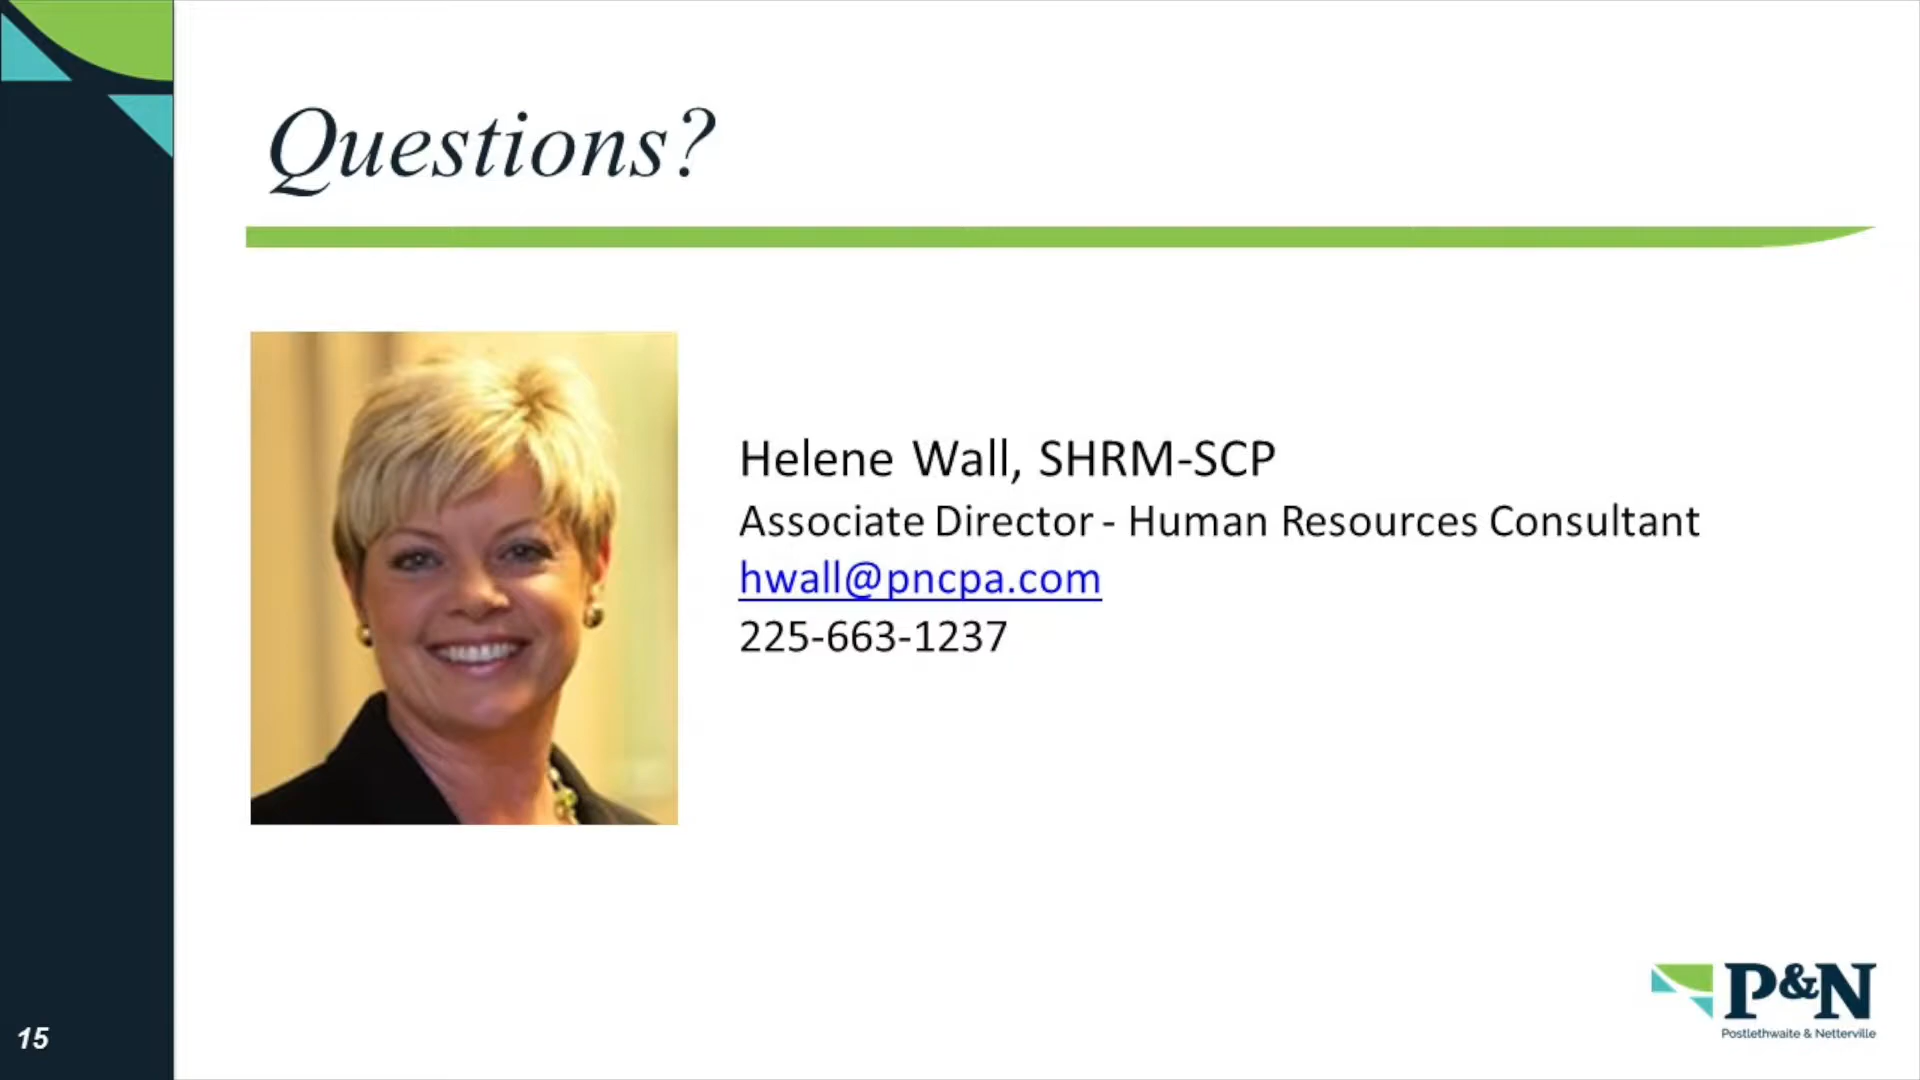 Questions?
Helene Wall, SHRM-SCP
Associate Director - Human Resources Consultant
hwall@pncpa.com
225-663-1237
P&N
Postlethwaite & Netterville
15